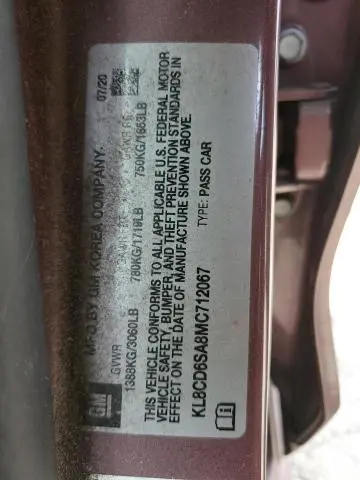 MFD BY GM KOREA COMPANY. 07/20
GVWR
1388KG/3060LB 780KG/1719LB 750KG/1653LB
THIS VEHICLE CONFORMS TO ALL APPLICABLE U.S. FEDERAL MOTOR
VEHICLE SAFETY, BUMPER, AND THEFT PREVENTION STANDARDS IN
EFFECT ON THE DATE OF MANUFACTURE SHOWN ABOVE.
KL8CD6SA8MC712067 TYPE: PASS CAR
GM